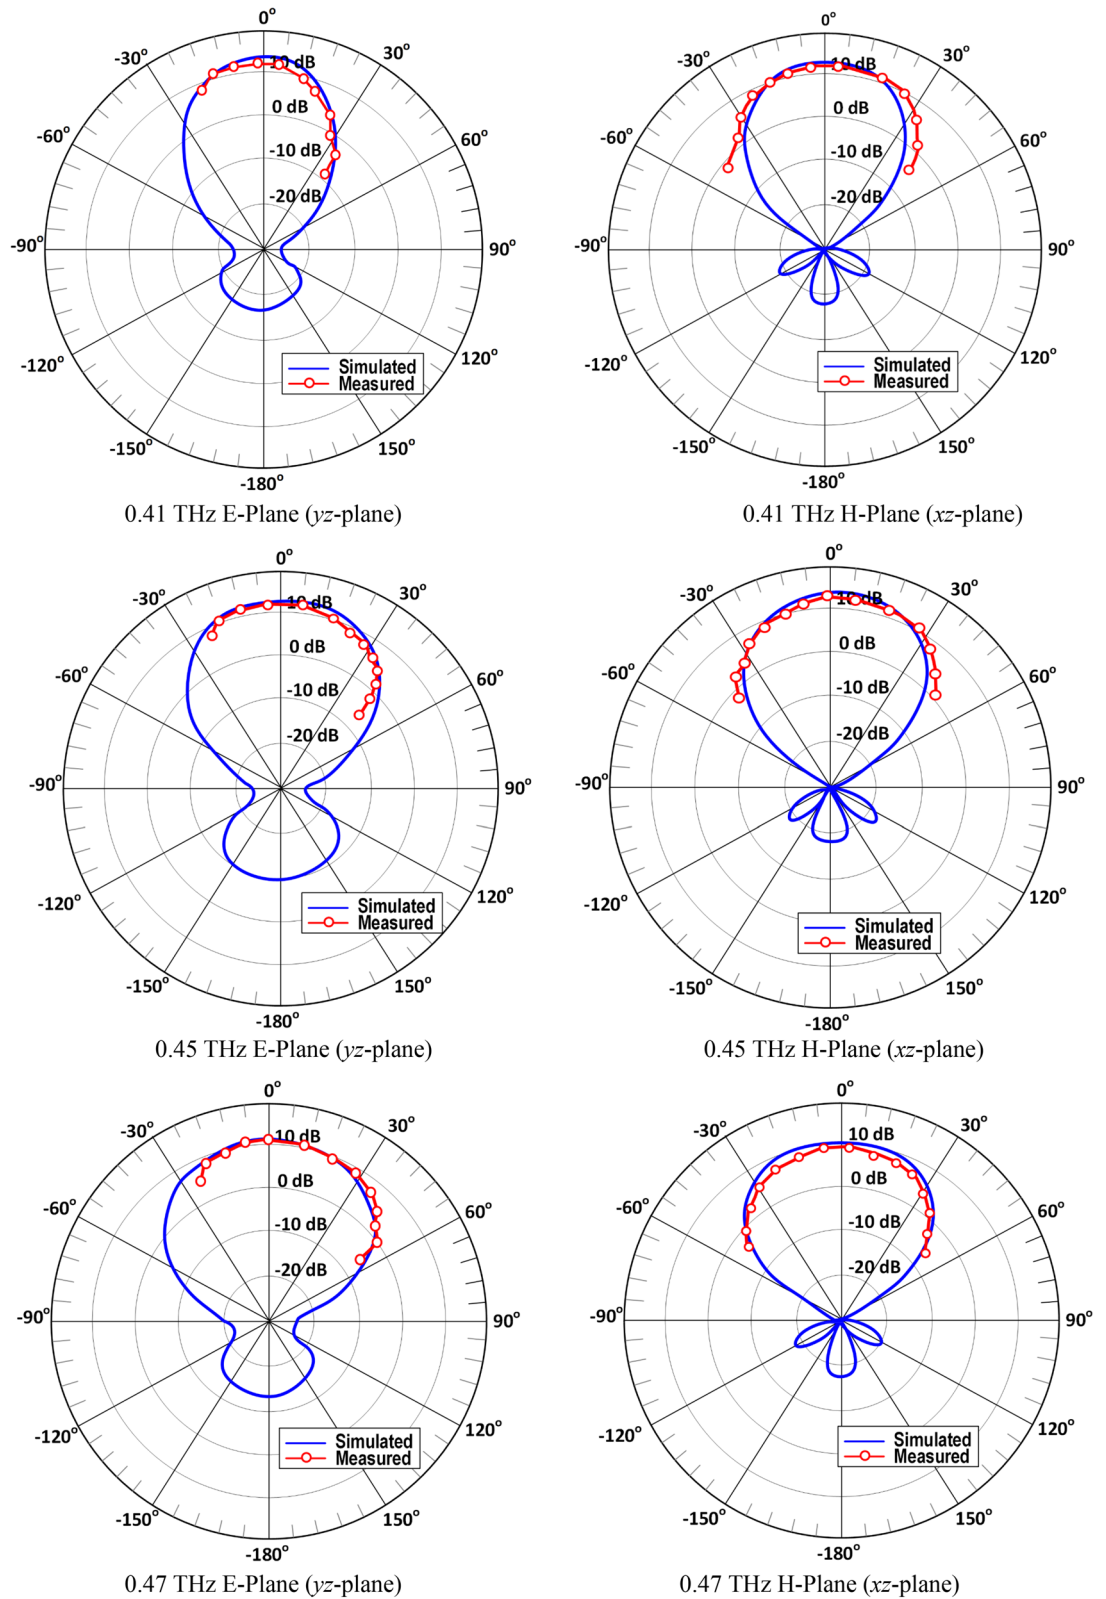 0°
0°
-30°
30°
-30°
30°
10 dB
10 dB
0 dB
0 dB
-60°
60°
-60°
60°
-10 dB
-10 dB
-20 dB
-20 dB
-90°
90°
-90°
90°
-120°
120°
-120°
120°
Simulated
Measured
Simulated
Measured
-150°
150°
-150°
150°
-180°
-180°
0.41 THz E-Plane (yz-plane)
0.41 THz H-Plane (xz-plane)
0°
0°
-30°
30°
-30°
30°
10 dB
10 dB
0 dB
0 dB
-60°
60°
-60°
60°
-10 dB
-10 dB
-20 dB
-20 dB
-90°
90°
-90°
90°
-120°
120°
-120°
120°
Simulated
Measured
Simulated
Measured
-150°
150°
-150°
150°
-180°
-180°
0.45 THz E-Plane (yz-plane)
0.45 THz H-Plane (xz-plane)
0°
0°
-30°
30°
-30°
30°
10 dB
10 dB
0 dB
0 dB
-60°
60°
-60°
60°
-10 dB
-10 dB
-20 dB
-20 dB
-90°
90°
-90°
90°
-120°
120°
-120°
120°
Simulated
Measured
Simulated
Measured
-150°
150°
-150°
150°
-180°
-180°
0.47 THz E-Plane (yz-plane)
0.47 THz H-Plane (xz-plane)